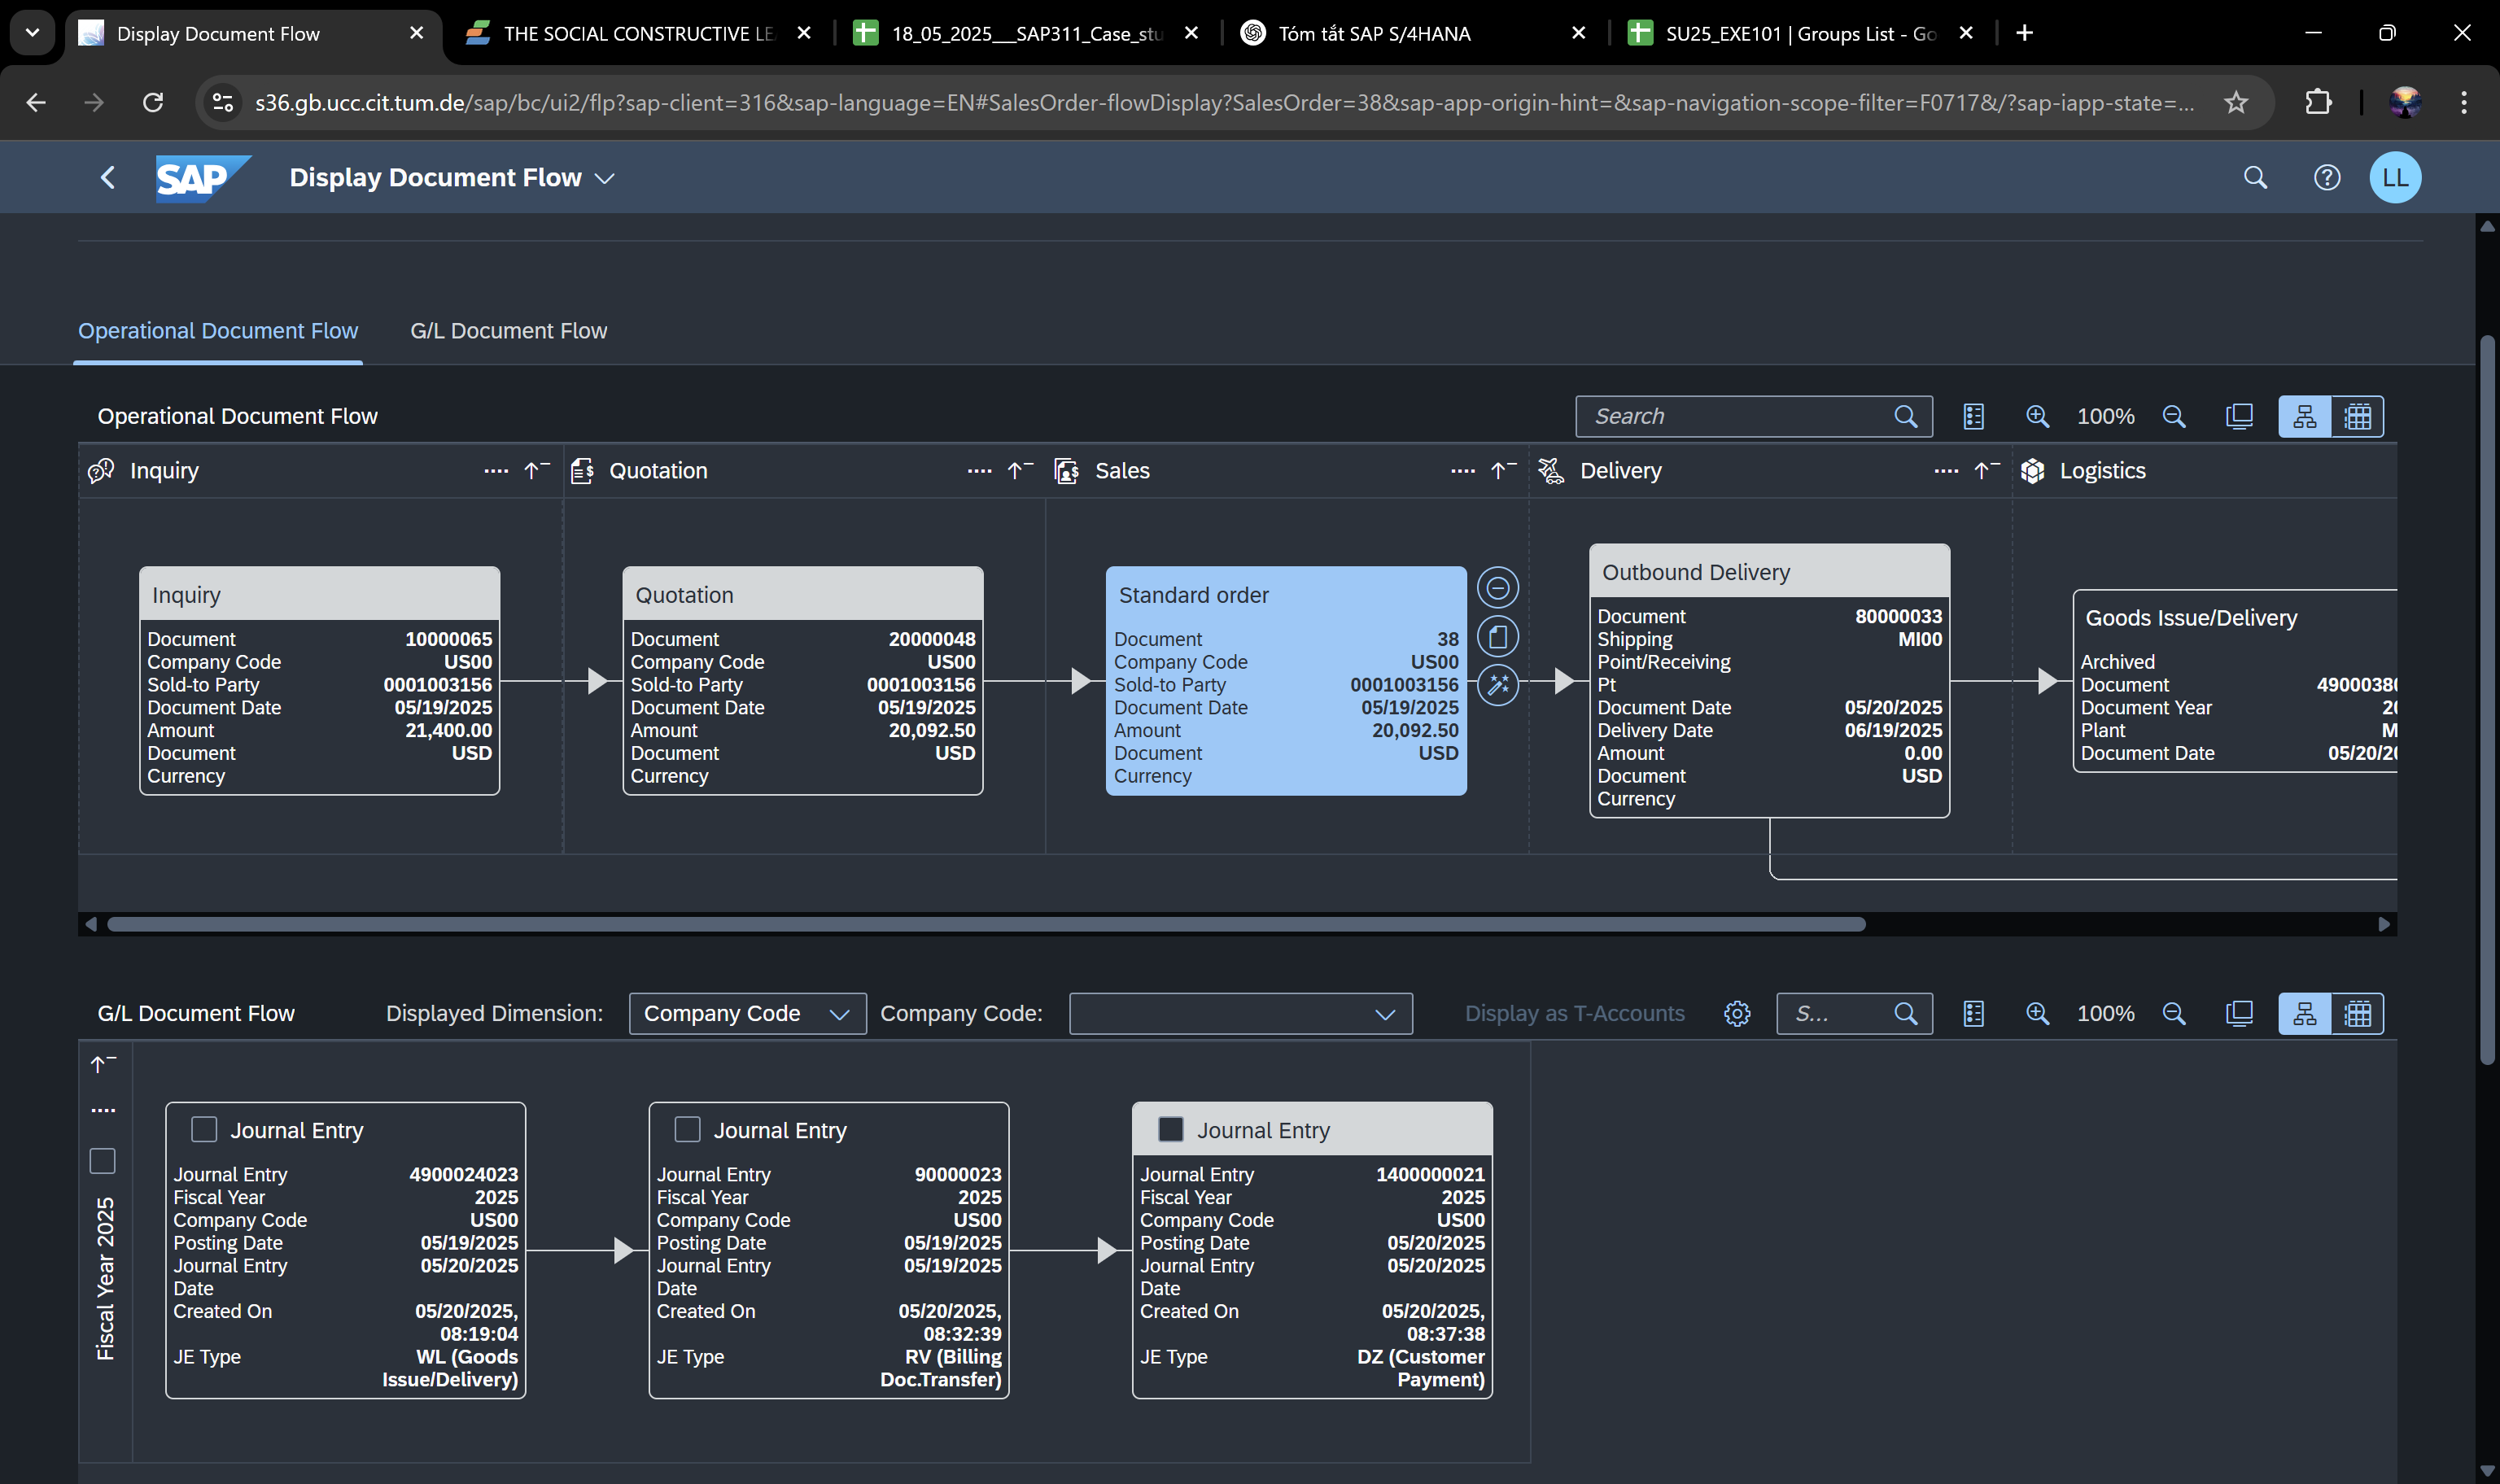 Display Document Flow
THE SOCIAL CONSTRUCTIVE LE
18_05_2025___SAP311_Case_stu
Tóm tắt SAP S/4HANA
SU25_EXE101 | Groups List - Go
s36.gb.ucc.cit.tum.de/sap/bc/ui2/flp?sap-client=316&sap-language=EN#SalesOrder-flowDisplay?SalesOrder=38&sap-app-origin-hint=&sap-navigation-scope-filter=F0717&/?sap-iapp-state=...
SAP Display Document Flow LL
Operational Document Flow G/L Document Flow
Operational Document Flow Search 100%
Inquiry Quotation Sales Delivery Logistics
Inquiry
Document 10000065
Company Code US00
Sold-to Party 0001003156
Document Date 05/19/2025
Amount 21,400.00
Document USD
Currency
Quotation
Document 20000048
Company Code US00
Sold-to Party 0001003156
Document Date 05/19/2025
Amount 20,092.50
Document USD
Currency
Standard order
Document 38
Company Code US00
Sold-to Party 0001003156
Document Date 05/19/2025
Amount 20,092.50
Document USD
Currency
Outbound Delivery
Document 80000033
Shipping MI00
Point/Receiving
Pt
Document Date 05/20/2025
Delivery Date 06/19/2025
Amount 0.00
Document USD
Currency
Goods Issue/Delivery
Archived
Document 4900038
Document Year 2
Plant M
Document Date 05/20/2
G/L Document Flow Displayed Dimension: Company Code Company Code: Display as T-Accounts S... 100%
Fiscal Year 2025
Journal Entry
Journal Entry 4900024023
Fiscal Year 2025
Company Code US00
Posting Date 05/19/2025
Journal Entry 05/20/2025
Date
Created On 05/20/2025,
08:19:04
JE Type WL (Goods
Issue/Delivery)
Journal Entry
Journal Entry 90000023
Fiscal Year 2025
Company Code US00
Posting Date 05/19/2025
Journal Entry 05/19/2025
Date
Created On 05/20/2025,
08:32:39
JE Type RV (Billing
Doc.Transfer)
Journal Entry
Journal Entry 1400000021
Fiscal Year 2025
Company Code US00
Posting Date 05/20/2025
Journal Entry 05/20/2025
Date
Created On 05/20/2025,
08:37:38
JE Type DZ (Customer
Payment)